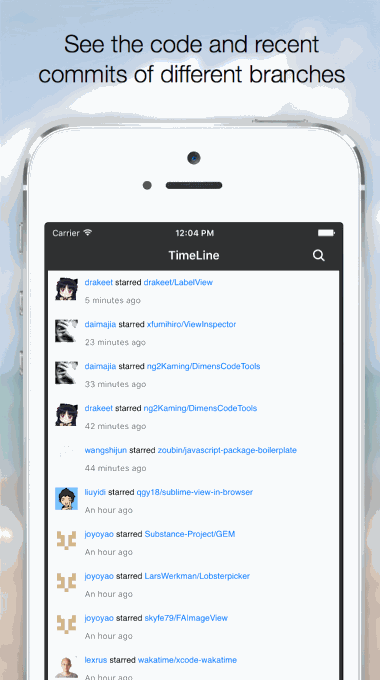 See the code and recent
commits of different branches
Carrier 12:04 PM
TimeLine
drakeet starred drakeet/LabelView
5 minutes ago
daimajia starred xfumihiro/ViewInspector
23 minutes ago
daimajia starred ng2Kaming/DimensCodeTools
33 minutes ago
drakeet starred ng2Kaming/DimensCodeTools
42 minutes ago
wangshijun starred zoubin/javascript-package-boilerplate
44 minutes ago
liuyidi starred qgy18/sublime-view-in-browser
An hour ago
joyoyao starred Substance-Project/GEM
An hour ago
joyoyao starred LarsWerkman/Lobsterpicker
An hour ago
joyoyao starred skyfe79/FAImageView
An hour ago
lexrus starred wakatime/xcode-wakatime
An hour ago